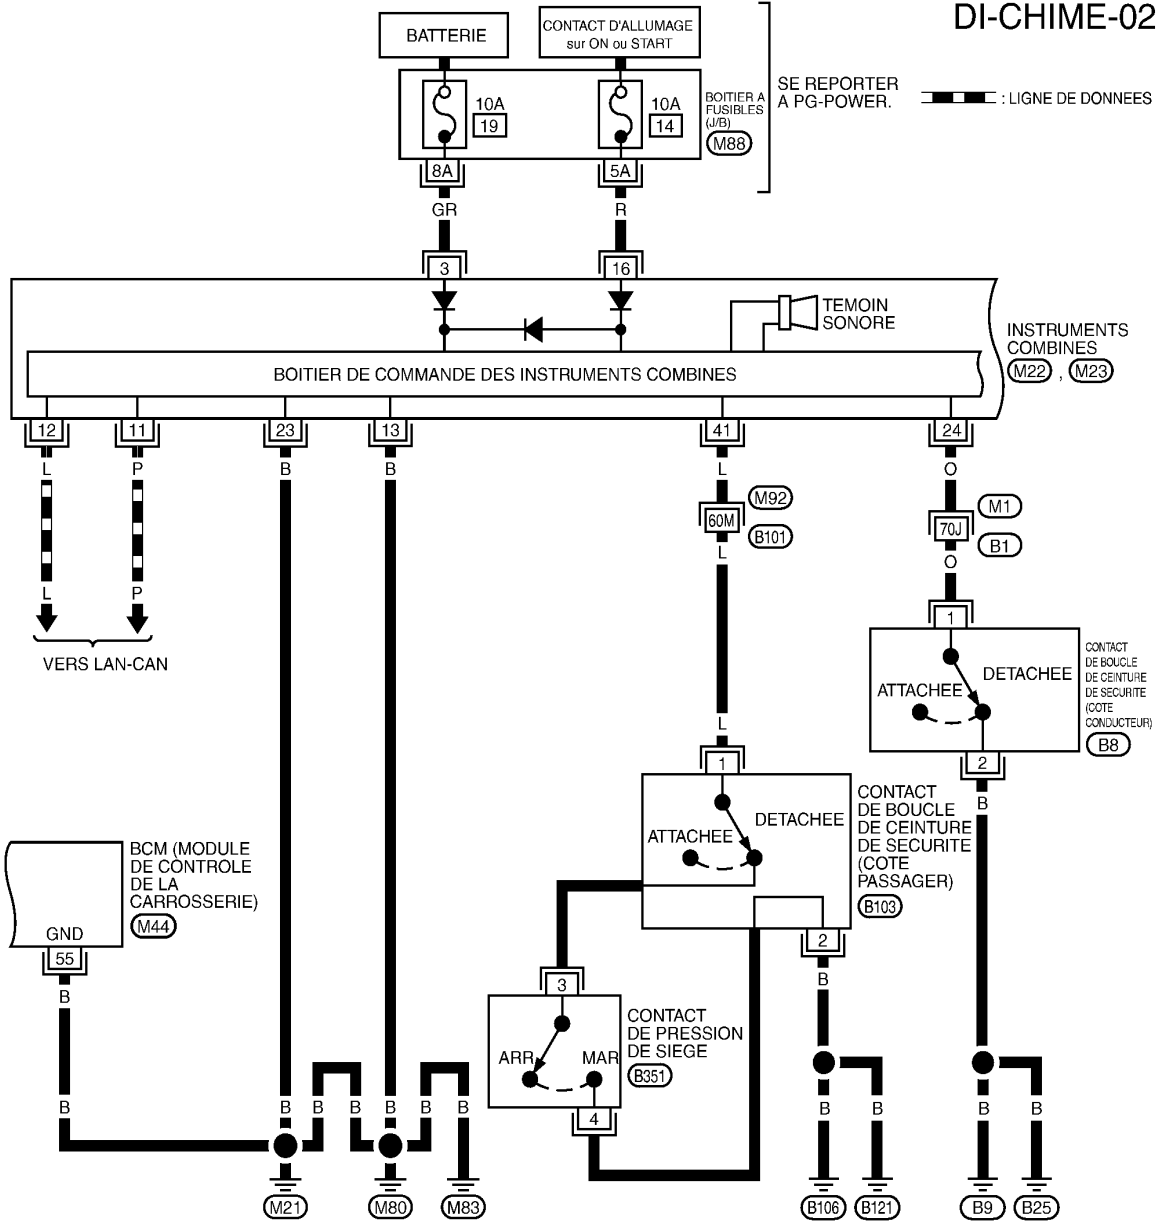 DI-CHIME-02
BATTERIE
CONTACT D'ALLUMAGE
sur ON ou START
10A
19
10A
14
BOITIER A
FUSIBLES
(J/B)
M88
SE REPORTER
A PG-POWER.
: LIGNE DE DONNEES
8A
5A
GR
R
3
16
TEMOIN
SONORE
INSTRUMENTS
COMBINES
M22 , M23
BOITIER DE COMMANDE DES INSTRUMENTS COMBINES
12
11
23
13
41
24
L
P
B
B
L
O
M92
60M
B101
M1
70J
B1
L
O
L
P
VERS LAN-CAN
1
DETACHEE
ATTACHEE
CONTACT
DE BOUCLE
DE CEINTURE
DE SECURITE
(COTE
CONDUCTEUR)
B8
2
B
L
1
DETACHEE
ATTACHEE
CONTACT
DE BOUCLE
DE CEINTURE
DE SECURITE
(COTE
PASSAGER)
B103
2
B
BCM (MODULE
DE CONTROLE
DE LA
CARROSSERIE)
M44
GND
55
B
3
ARR
MAR
CONTACT
DE PRESSION
DE SIEGE
B351
4
B
B
B
B
B
B
B
B
B
B
B
M21
M80
M83
B106
B121
B9
B25